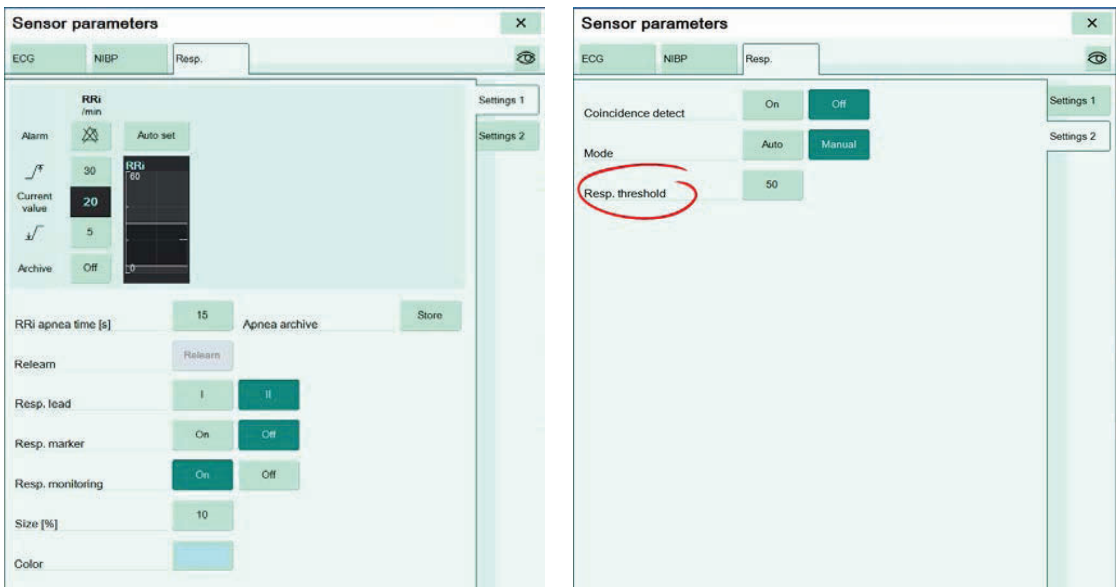 Sensor parameters
×
ECG
NIBP
Resp.
Settings 1
Settings 2
RRi
/min
Alarm
Auto set
30
RRi
60
Current
value
20
5
Archive
Off
0
RRi apnea time [s]
15
Apnea archive
Store
Relearn
Relearn
Resp. lead
I
II
Resp. marker
On
Off
Resp. monitoring
On
Off
Size [%]
10
Color
Sensor parameters
×
ECG
NIBP
Resp.
Settings 1
Settings 2
Coincidence detect
On
Off
Mode
Auto
Manual
Resp. threshold
50